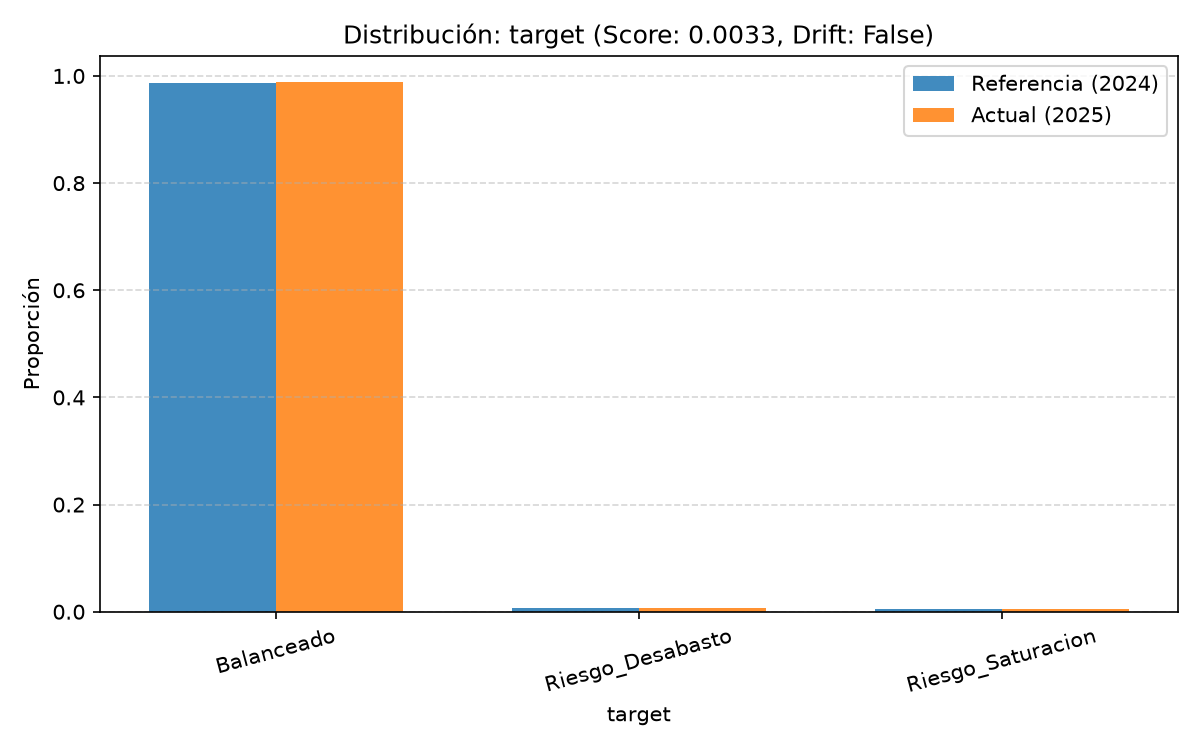 Distribución: target (Score: 0.0033, Drift: False)
Referencia (2024)
Actual (2025)
Proporción
1.0
0.8
0.6
0.4
0.2
0.0
Balanceado
Riesgo_Desabasto
Riesgo_Saturacion
target